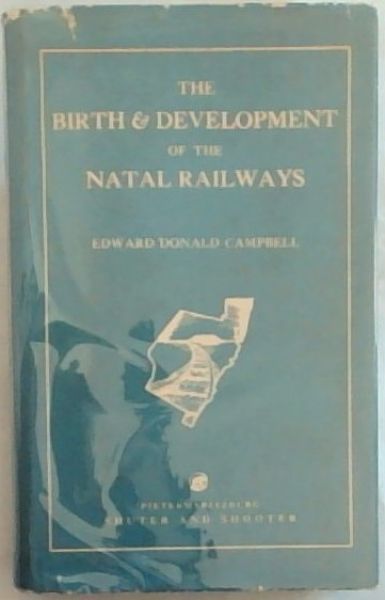 THE
BIRTH & DEVELOPMENT
OF THE
NATAL RAILWAYS
EDWARD DONALD CAMPBELL
PIETERMARITZBURG
SHUTER AND SHOOTER